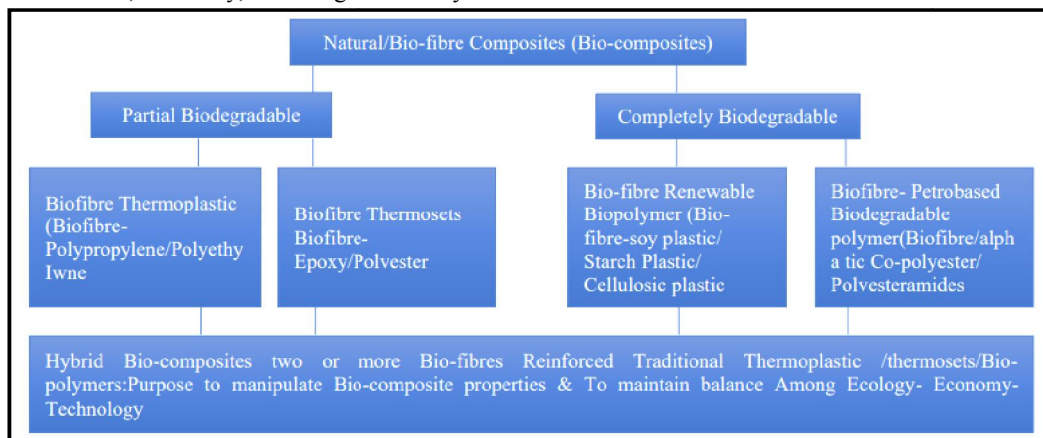 Natural/Bio-fibre Composites (Bio-composites)
Partial Biodegradable
Completely Biodegradable
Biofibre Thermoplastic
(Biofibre-
Polypropylene/Polyethy
Iwne
Biofibre Thermosets
Biofibre-
Epoxy/Polvester
Bio-fibre Renewable
Biopolymer (Bio-
fibre-soy plastic/
Starch Plastic/
Cellulosic plastic
Biofibre- Petrobased
Biodegradable
polymer(Biofibre/alph
a tic Co-polyester/
Polvesteramides
Hybrid Bio-composites two or more Bio-fibres Reinforced Traditional Thermoplastic /thermosets/Bio-
polymers:Purpose to manipulate Bio-composite properties & To maintain balance Among Ecology- Economy-
Technology